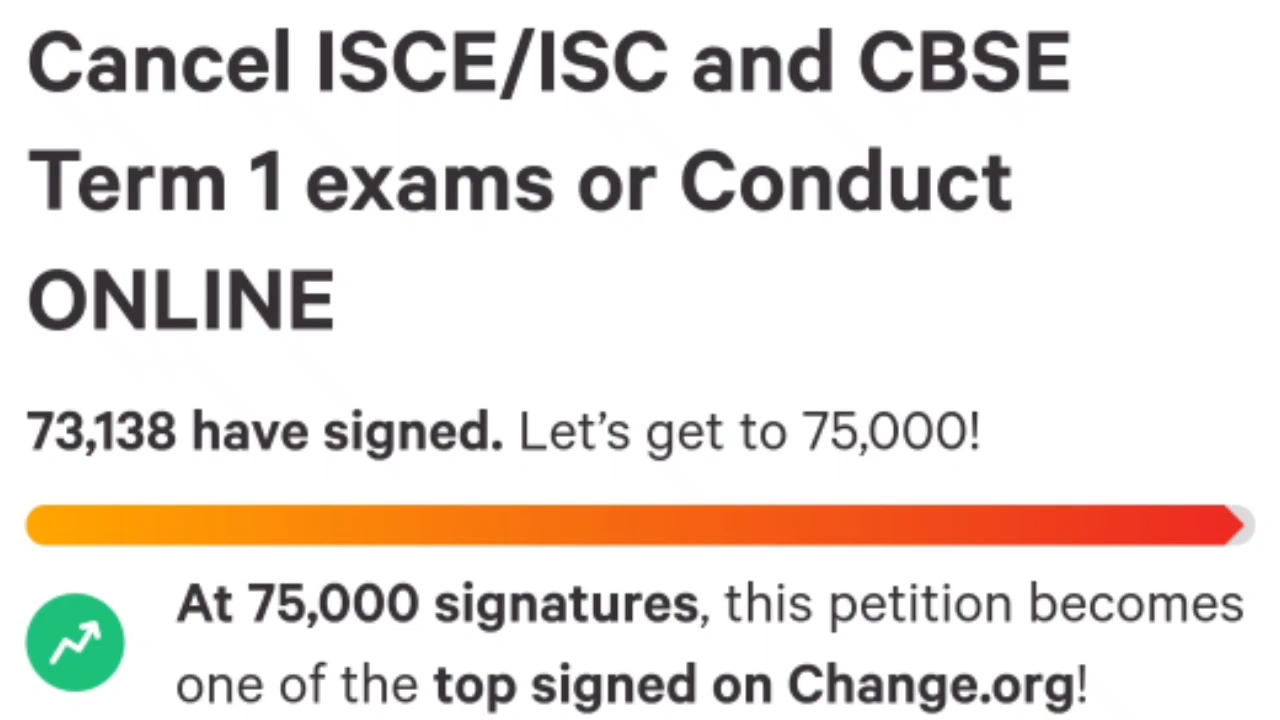 Cancel ISCE/ISC and CBSE
Term 1 exams or Conduct
ONLINE
73,138 have signed. Let’s get to 75,000!
At 75,000 signatures, this petition becomes
one of the top signed on Change.org!